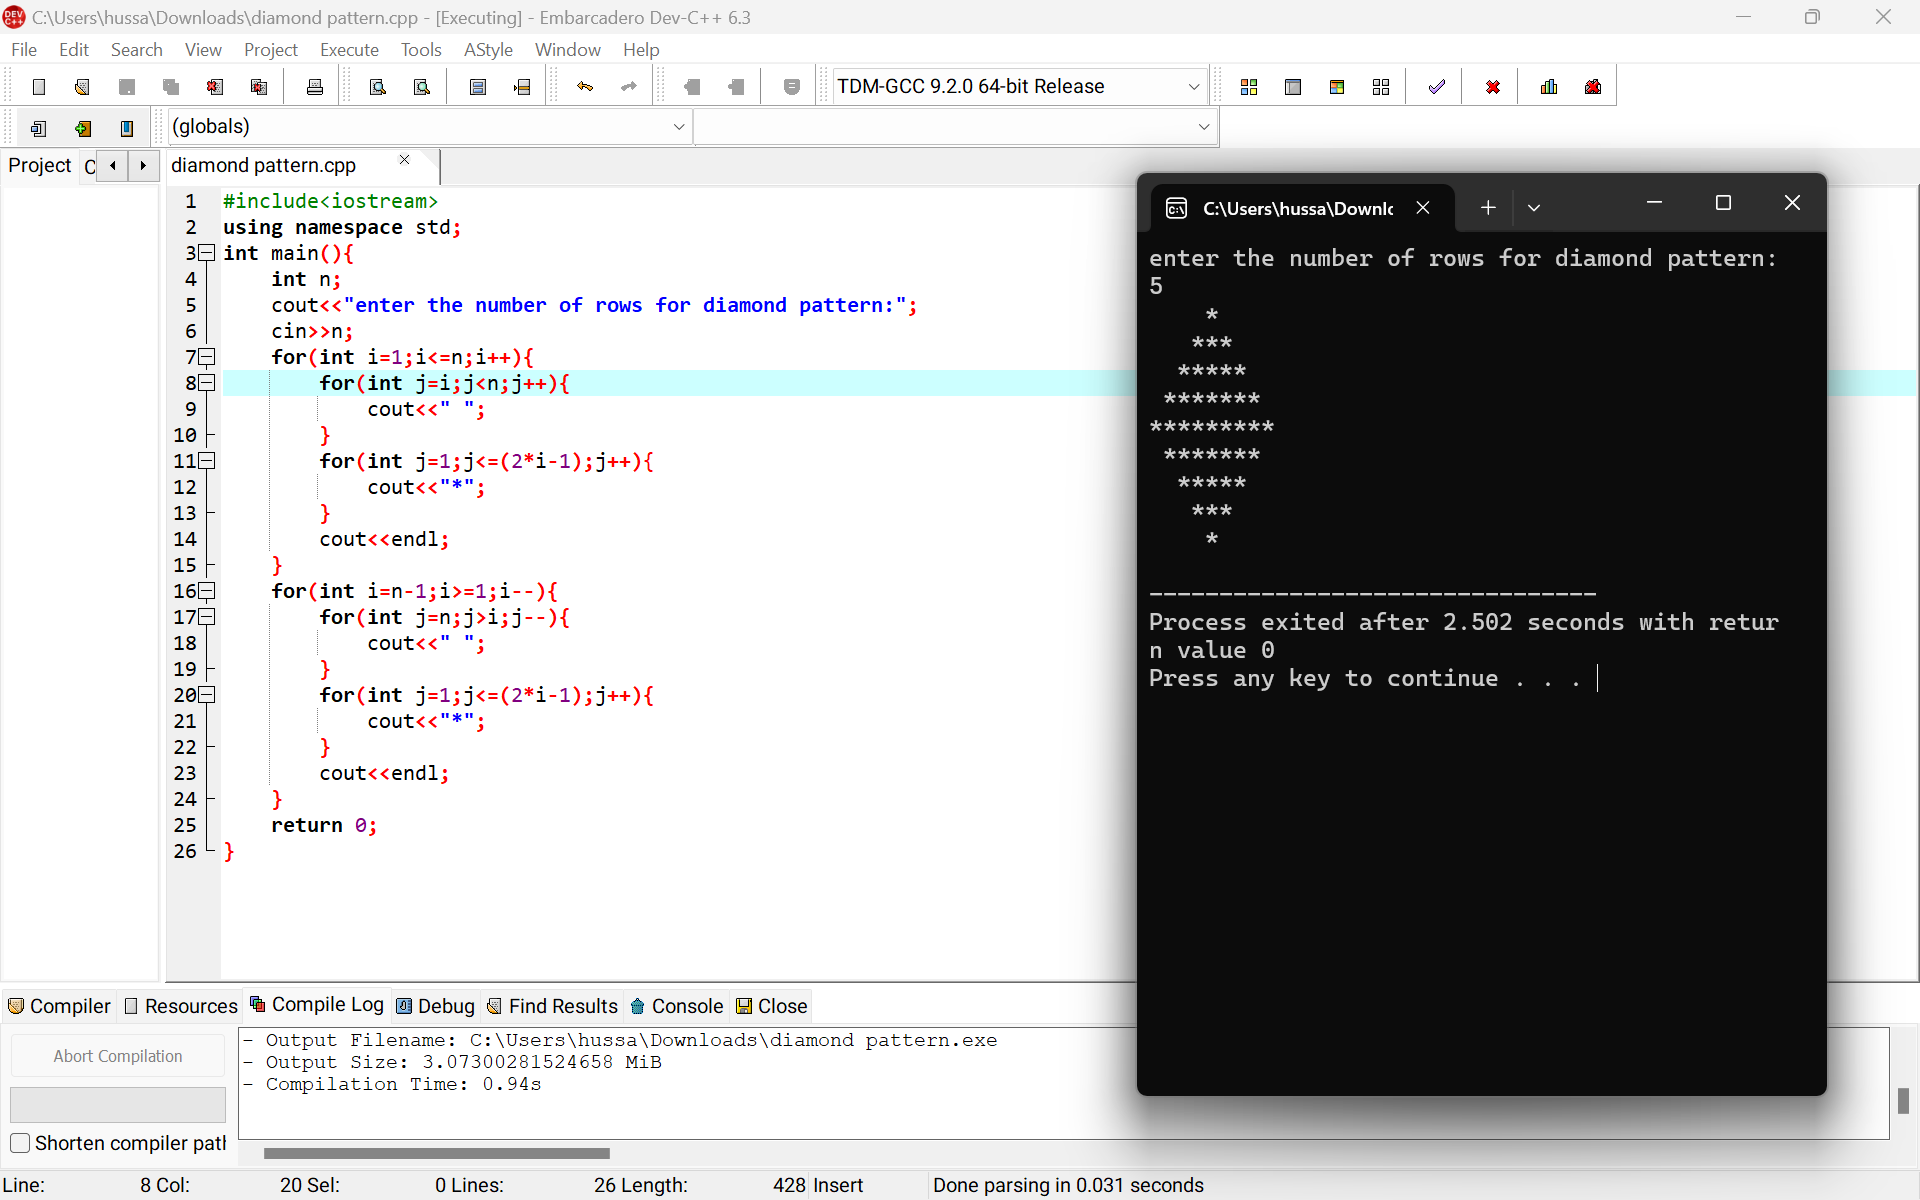 C:\Users\hussa\Downloads\diamond pattern.cpp - [Executing] - Embarcadero Dev-C++ 6.3
File Edit Search View Project Execute Tools AStyle Window Help
TDM-GCC 9.2.0 64-bit Release
(globals)
Project C
diamond pattern.cpp
1 #include<iostream>
2 using namespace std;
3 int main(){
4     int n;
5     cout<<"enter the number of rows for diamond pattern:";
6     cin>>n;
7     for(int i=1;i<=n;i++){
8         for(int j=i;j<n;j++){
9             cout<<" ";
10         }
11         for(int j=1;j<=(2*i-1);j++){
12             cout<<"*";
13         }
14         cout<<endl;
15     }
16     for(int i=n-1;i>=1;i--){
17         for(int j=n;j>i;j--){
18             cout<<" ";
19         }
20         for(int j=1;j<=(2*i-1);j++){
21             cout<<"*";
22         }
23         cout<<endl;
24     }
25     return 0;
26 }
C:\Users\hussa\Downlo
enter the number of rows for diamond pattern:
5
    *
   ***
  *****
 *******
*********
 *******
  *****
   ***
    *
--------------------------------
Process exited after 2.502 seconds with retur
n value 0
Press any key to continue . . .
Compiler Resources Compile Log Debug Find Results Console Close
Abort Compilation
Shorten compiler pat
- Output Filename: C:\Users\hussa\Downloads\diamond pattern.exe
- Output Size: 3.07300281524658 MiB
- Compilation Time: 0.94s
Line: 8 Col: 20 Sel: 0 Lines: 26 Length: 428 Insert Done parsing in 0.031 seconds